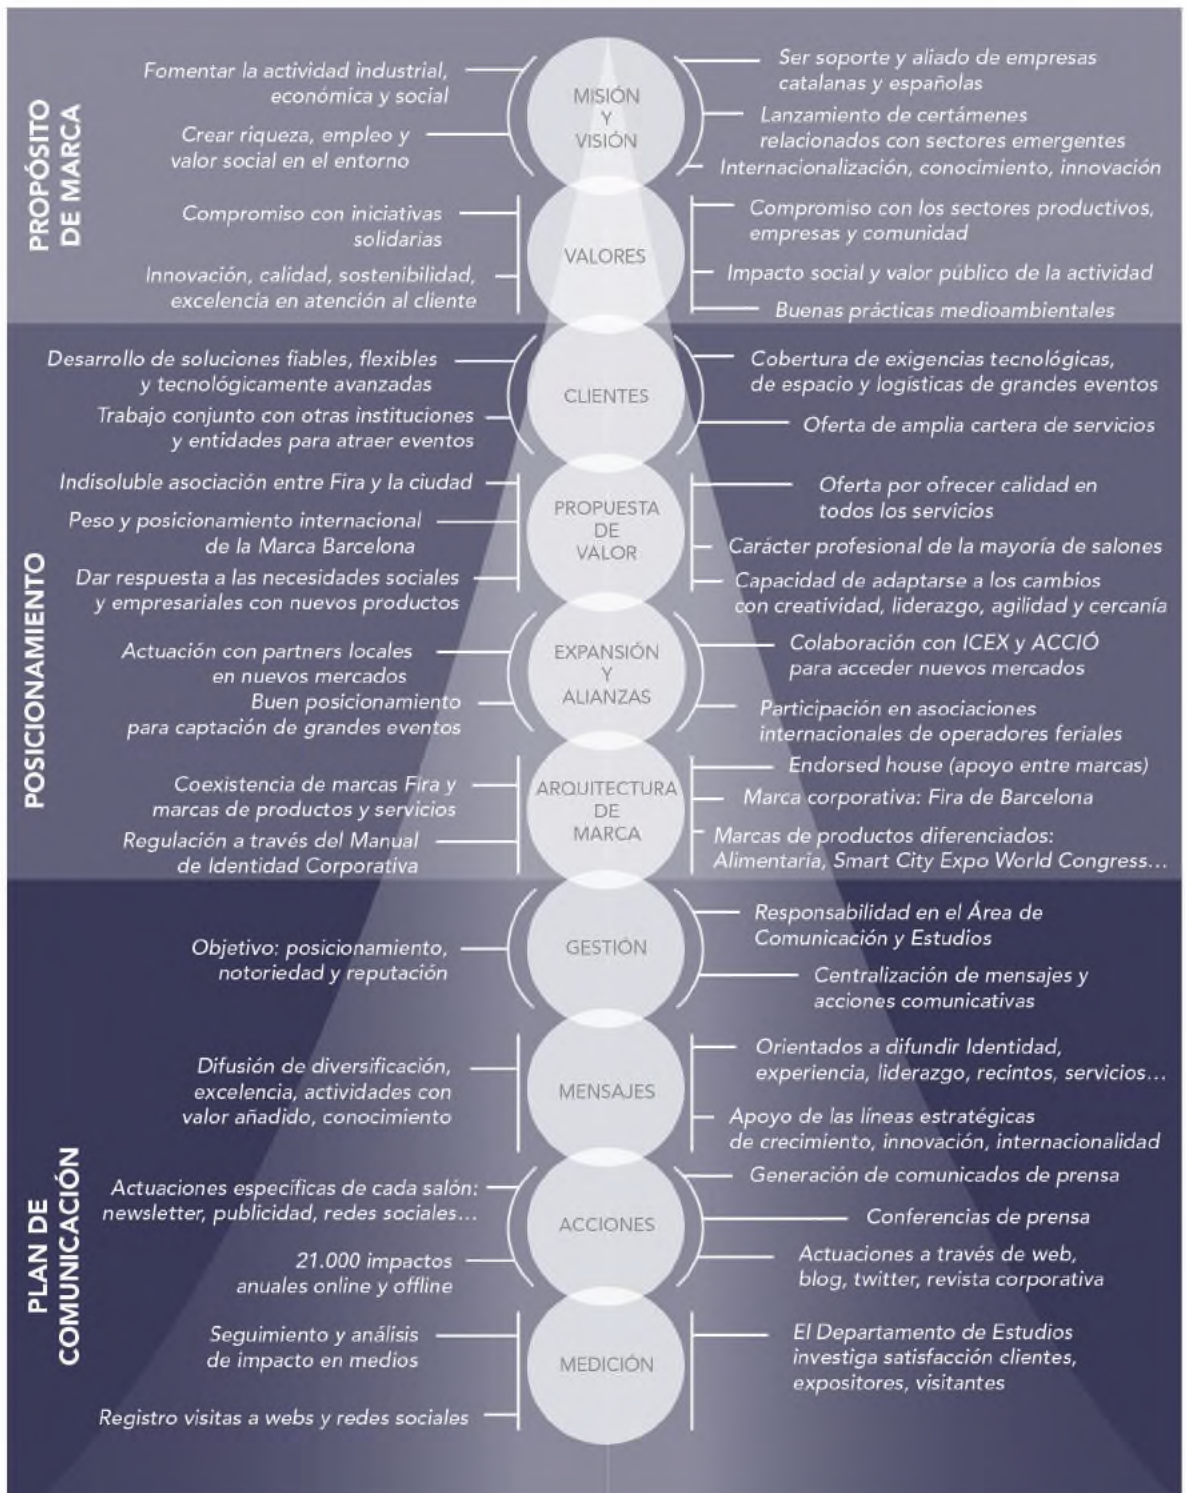 PROPÓSITO
DE MARCA
MISIÓN
Y
VISIÓN
Fomentar la actividad industrial,
económica y social
Crear riqueza, empleo y
valor social en el entorno
Ser soporte y aliado de empresas
catalanas y españolas
Lanzamiento de certámenes
relacionados con sectores emergentes
Internacionalización, conocimiento, innovación
VALORES
Compromiso con iniciativas
solidarias
Innovación, calidad, sostenibilidad,
excelencia en atención al cliente
Compromiso con los sectores productivos,
empresas y comunidad
Impacto social y valor público de la actividad
Buenas prácticas medioambientales
POSICIONAMIENTO
CLIENTES
Desarrollo de soluciones fiables, flexibles
y tecnológicamente avanzadas
Trabajo conjunto con otras instituciones
y entidades para atraer eventos
Cobertura de exigencias tecnológicas,
de espacio y logísticas de grandes eventos
Oferta de amplia cartera de servicios
PROPUESTA
DE
VALOR
Indisoluble asociación entre Fira y la ciudad
Peso y posicionamiento internacional
de la Marca Barcelona
Dar respuesta a las necesidades sociales
y empresariales con nuevos productos
Oferta por ofrecer calidad en
todos los servicios
Carácter profesional de la mayoría de salones
Capacidad de adaptarse a los cambios
con creatividad, liderazgo, agilidad y cercanía
EXPANSIÓN
Y
ALIANZAS
Actuación con partners locales
en nuevos mercados
Buen posicionamiento
para captación de grandes eventos
Colaboración con ICEX y ACCIÓ
para acceder nuevos mercados
Participación en asociaciones
internacionales de operadores feriales
ARQUITECTURA
DE
MARCA
Coexistencia de marcas Fira y
marcas de productos y servicios
Regulación a través del Manual
de Identidad Corporativa
Endorsed house (apoyo entre marcas)
Marca corporativa: Fira de Barcelona
Marcas de productos diferenciados:
Alimentaria, Smart City Expo World Congress…
PLAN DE
COMUNICACIÓN
GESTIÓN
Objetivo: posicionamiento,
notoriedad y reputación
Responsabilidad en el Área de
Comunicación y Estudios
Centralización de mensajes y
acciones comunicativas
MENSAJES
Difusión de diversificación,
excelencia, actividades con
valor añadido, conocimiento
Orientados a difundir Identidad,
experiencia, liderazgo, recintos, servicios…
Apoyo de las líneas estratégicas
de crecimiento, innovación, internacionalidad
ACCIONES
Actuaciones específicas de cada salón:
newsletter, publicidad, redes sociales…
21.000 impactos
anuales online y offline
Generación de comunicados de prensa
Conferencias de prensa
Actuaciones a través de web,
blog, twitter, revista corporativa
MEDICIÓN
Seguimiento y análisis
de impacto en medios
Registro visitas a webs y redes sociales
El Departamento de Estudios
investiga satisfacción clientes,
expositores, visitantes